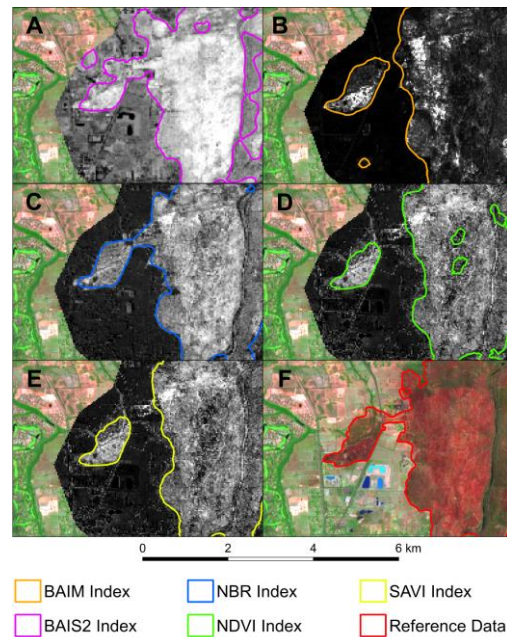 A
B
C
D
E
F
0 2 4 6 km
BAIM Index
NBR Index
SAVI Index
BAIS2 Index
NDVI Index
Reference Data